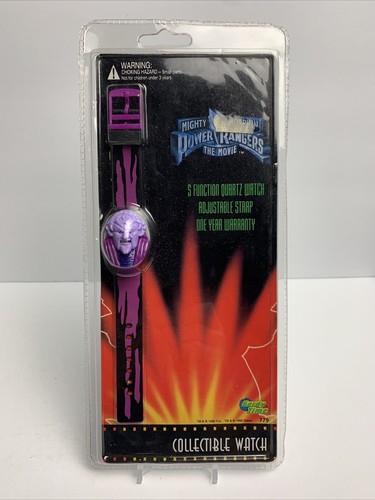 WARNING:
CHOKING HAZARD - Small parts.
Not for children under 3 years.
MIGHTY
POWER RANGERS
THE MOVIE
5 FUNCTION QUARTZ WATCH
ADJUSTABLE STRAP
ONE YEAR WARRANTY
779
COLLECTIBLE WATCH